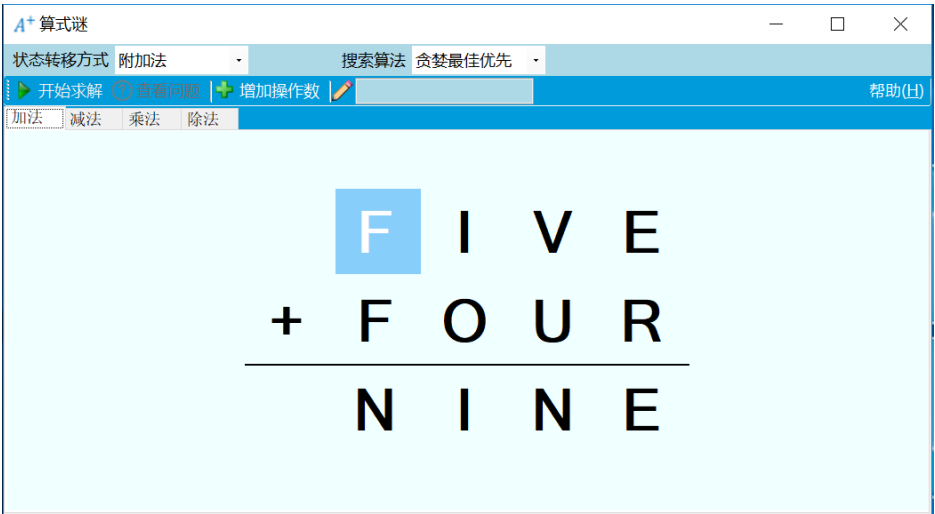 A+ 算式谜
状态转移方式 附加法 搜索算法 贪婪最佳优先
开始求解 查看问题 增加操作数 帮助(H)
加法 减法 乘法 除法
F I V E
+ F O U R
N I N E